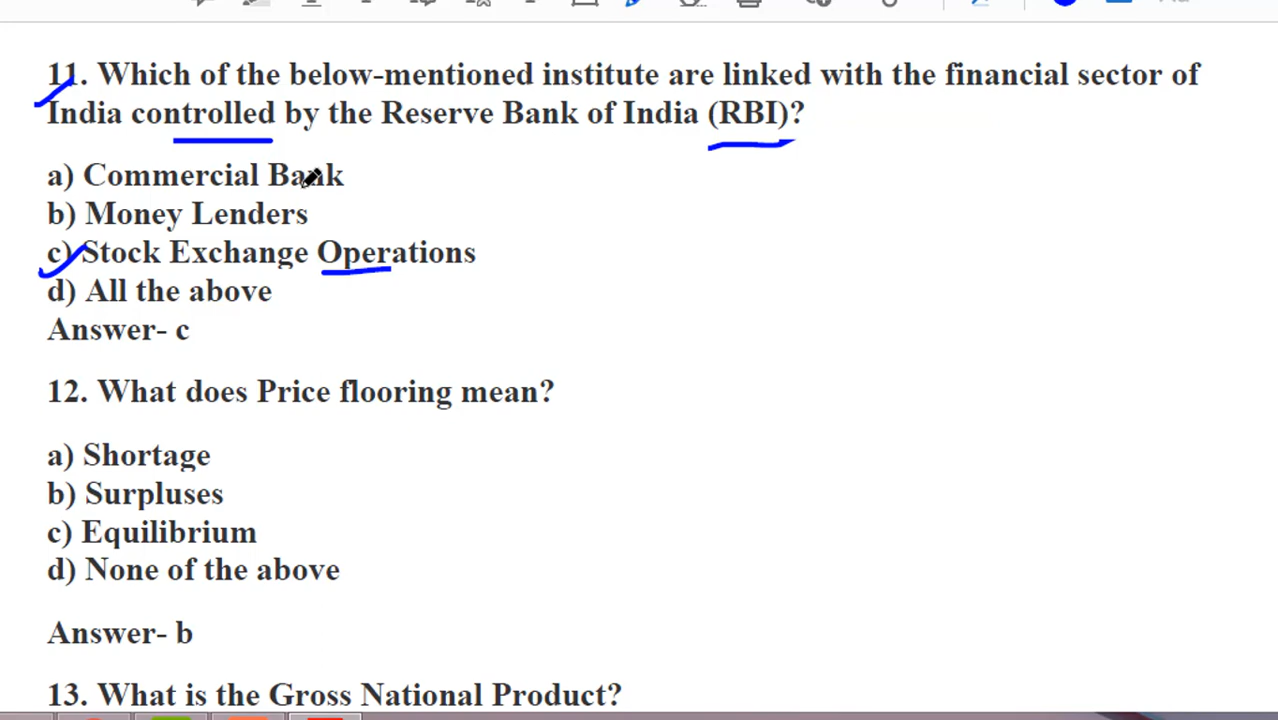 11. Which of the below-mentioned institute are linked with the financial sector of
India controlled by the Reserve Bank of India (RBI)?
a) Commercial Bank
b) Money Lenders
c) Stock Exchange Operations
d) All the above
Answer- c
12. What does Price flooring mean?
a) Shortage
b) Surpluses
c) Equilibrium
d) None of the above
Answer- b
13. What is the Gross National Product?